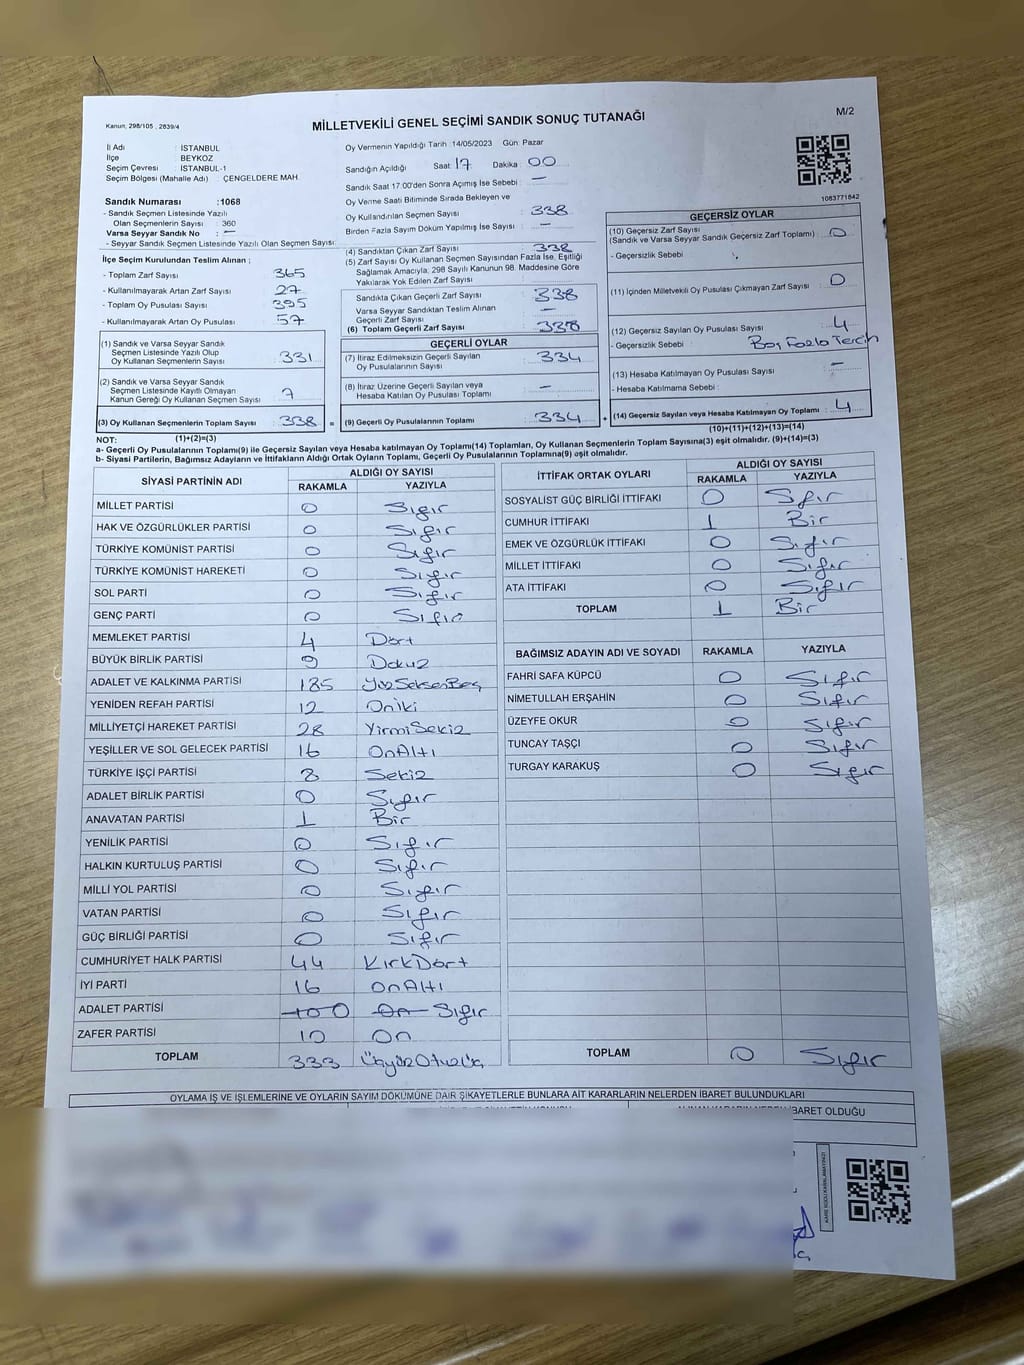 M/2
Kanun, 298/105 , 2839/4
MİLLETVEKİLİ GENEL SEÇİMİ SANDIK SONUÇ TUTANAĞI
İl Adı : İSTANBUL
İlçe BEYKOZ
Seçim Çevresi : İSTANBUL-1
Seçim Bölgesi (Mahalle Adı) : ÇENGELDERE MAH.
Sandık Numarası :1068
- Sandık Seçmen Listesinde Yazılı
Olan Seçmenlerin Sayısı : 360
Varsa Seyyar Sandık No : –
- Seyyar Sandık Seçmen Listesinde Yazılı Olan Seçmen Sayısı:
İlçe Seçim Kurulundan Teslim Alınan ;
- Toplam Zarf Sayısı 365
- Kullanılmayarak Artan Zarf Sayısı : 27
- Toplam Oy Pusulası Sayısı : 395
- Kullanılmayarak Artan Oy Pusulası : 57
(1) Sandık ve Varsa Seyyar Sandık
Seçmen Listesinde Yazılı Olup
Oy Kullanan Seçmenlerin Sayısı : 331
(2) Sandık ve Varsa Seyyar Sandık
Seçmen Listesinde Kayıtlı Olmayan
Kanun Gereği Oy Kullanan Seçmen Sayısı 7
(3) Oy Kullanan Seçmenlerin Toplam Sayısı : 338 =
(1)+(2)=(3)
Oy Vermenin Yapıldığı Tarih :14/05/2023 Gün: Pazar
Sandığın Açıldığı Saat: 17 Dakika : 00
Sandık Saat 17:00'den Sonra Açılmış İse Sebebi : –
Oy Verme Saati Bitiminde Sırada Bekleyen ve
Oy Kullandırılan Seçmen Sayısı : 338
Birden Fazla Sayım Döküm Yapılmış İse Sayısı : –
(4) Sandıktan Çıkan Zarf Sayısı : 338
(5) Zarf Sayısı Oy Kullanan Seçmen Sayısından Fazla İse, Eşitliği
Sağlamak Amacıyla; 298 Sayılı Kanunun 98. Maddesine Göre
Yakılarak Yok Edilen Zarf Sayısı :
Sandıkta Çıkan Geçerli Zarf Sayısı : 338
Varsa Seyyar Sandıktan Teslim Alınan
Geçerli Zarf Sayısı –
(6) Toplam Geçerli Zarf Sayısı : 338
GEÇERLİ OYLAR
(7) İtiraz Edilmeksizin Geçerli Sayılan
Oy Pusulasının Sayısı : 334
(8) İtiraz Üzerine Geçerli Sayılan veya
Hesaba Katılan Oy Pusulası Toplamı : –
(9) Geçerli Oy Pusulalarının Toplamı : 334 +
1083771642
GEÇERSİZ OYLAR
(10) Geçersiz Zarf Sayısı
(Sandık ve Varsa Seyyar Sandık Geçersiz Zarf Toplamı) : 0
- Geçersizlik Sebebi :
(11) İçinden Milletvekili Oy Pusulası Çıkmayan Zarf Sayısı : 0
(12) Geçersiz Sayılan Oy Pusulası Sayısı : 4
- Geçersizlik Sebebi : Boş Fazla Tercih
(13) Hesaba Katılmayan Oy Pusulası Sayısı : –
- Hesaba Katılmama Sebebi :
(14) Geçersiz Sayılan veya Hesaba Katılmayan Oy Toplamı : 4
(10)+(11)+(12)+(13)=(14)
NOT:
a- Geçerli Oy Pusulalarının Toplamı(9) ile Geçersiz Sayılan veya Hesaba katılmayan Oy Toplamı(14) Toplamları, Oy Kullanan Seçmenlerin Toplam Sayısına(3) eşit olmalıdır. (9)+(14)=(3)
b- Siyasi Partilerin, Bağımsız Adayların ve İttifakların Aldığı Ortak Oyların Toplamı, Geçerli Oy Pusulalarının Toplamına(9) eşit olmalıdır.
SİYASİ PARTİNİN ADI ALDIĞI OY SAYISI
RAKAMLA YAZIYLA
MİLLET PARTİSİ 0 Sıfır
HAK VE ÖZGÜRLÜKLER PARTİSİ 0 Sıfır
TÜRKİYE KOMÜNİST PARTİSİ 0 Sıfır
TÜRKİYE KOMÜNİST HAREKETİ 0 Sıfır
SOL PARTİ 0 Sıfır
GENÇ PARTİ 0 Sıfır
MEMLEKET PARTİSİ 4 Dört
BÜYÜK BİRLİK PARTİSİ 9 Dokuz
ADALET VE KALKINMA PARTİSİ 185 YüzSeksenBeş
YENİDEN REFAH PARTİSİ 12 Oniki
MİLLİYETÇİ HAREKET PARTİSİ 28 YirmiSekiz
YEŞİLLER VE SOL GELECEK PARTİSİ 16 OnAltı
TÜRKİYE İŞÇİ PARTİSİ 8 Sekiz
ADALET BİRLİK PARTİSİ 0 Sıfır
ANAVATAN PARTİSİ 1 Bir
YENİLİK PARTİSİ 0 Sıfır
HALKIN KURTULUŞ PARTİSİ 0 Sıfır
MİLLİ YOL PARTİSİ 0 Sıfır
VATAN PARTİSİ 0 Sıfır
GÜÇ BİRLİĞİ PARTİSİ 0 Sıfır
CUMHURİYET HALK PARTİSİ 44 KırkDört
İYİ PARTİ 16 OnAltı
ADALET PARTİSİ 10 0 On Sıfır
ZAFER PARTİSİ 10 On
TOPLAM 333 ÜçyüzOtuzÜç
İTTİFAK ORTAK OYLARI ALDIĞI OY SAYISI
RAKAMLA YAZIYLA
SOSYALİST GÜÇ BİRLİĞİ İTTİFAKI 0 Sıfır
CUMHUR İTTİFAKI 1 Bir
EMEK VE ÖZGÜRLÜK İTTİFAKI 0 Sıfır
MİLLET İTTİFAKI 0 Sıfır
ATA İTTİFAKI 0 Sıfır
TOPLAM 1 Bir
BAĞIMSIZ ADAYIN ADI VE SOYADI RAKAMLA YAZIYLA
FAHRİ SAFA KÜPCÜ 0 Sıfır
NİMETULLAH ERŞAHİN 0 Sıfır
ÜZEYFE OKUR 0 Sıfır
TUNCAY TAŞÇI 0 Sıfır
TURGAY KARAKUŞ 0 Sıfır
TOPLAM 0 Sıfır
OYLAMA İŞ VE İŞLEMLERİNE VE OYLARIN SAYIM DÖKÜMÜNE DAİR ŞİKAYETLERLE BUNLARA AİT KARARLARIN NELERDEN İBARET BULUNDUKLARI
İBARET OLDUĞU
KARE KODU KARALAMAYINIZ!